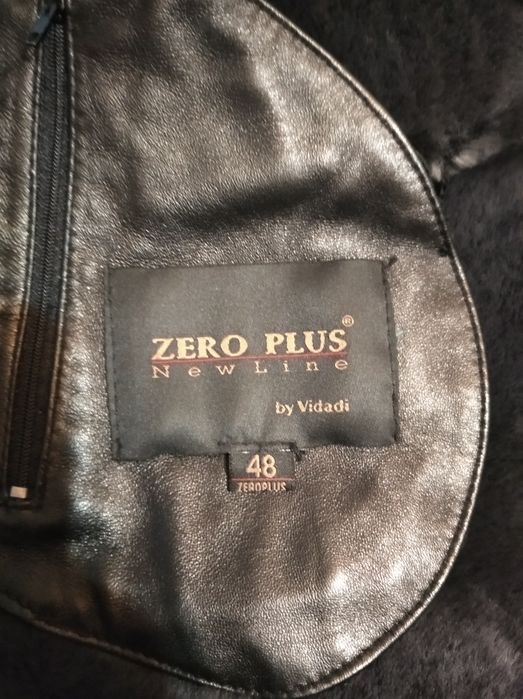 ZERO PLUS®
NewLine
by Vidadi
48
ZEROPLUS